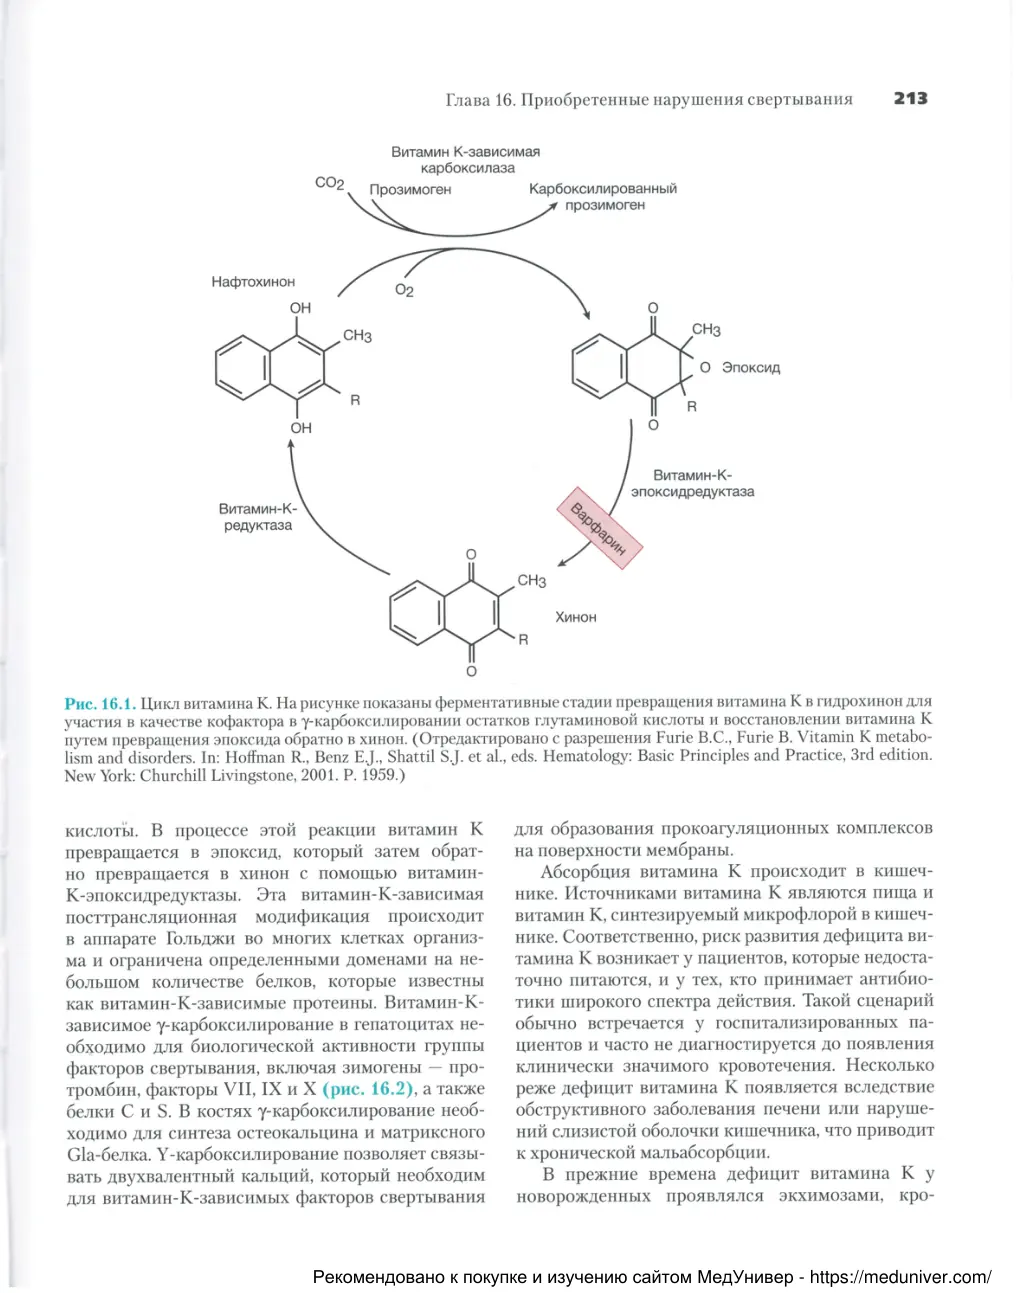 Глава 16. Приобретенные нарушения свертывания 213
Витамин К-зависимая
карбоксилаза
CO2
Прозимоген
Карбоксилированный
прозимоген
Нафтохинон
O2
OH
CH3
R
OH
O
CH3
O Эпоксид
R
O
Витамин-К-
эпоксидредуктаза
Варфарин
Витамин-К-
редуктаза
O
CH3
Хинон
R
O
Рис. 16.1. Цикл витамина К. На рисунке показаны ферментативные стадии превращения витамина К в гидрохинон для
участия в качестве кофактора в γ-карбоксилировании остатков глутаминовой кислоты и восстановлении витамина К
путем превращения эпоксида обратно в хинон. (Отредактировано с разрешения Furie B.C., Furie B. Vitamin K metabo-
lism and disorders. In: Hoffman R., Benz E.J., Shattil S.J. et al., eds. Hematology: Basic Principles and Practice, 3rd edition.
New York: Churchill Livingstone, 2001. P. 1959.)
кислоты. В процессе этой реакции витамин К
превращается в эпоксид, который затем обрат-
но превращается в хинон с помощью витамин-
К-эпоксидредуктазы. Эта витамин-К-зависимая
посттрансляционная модификация происходит
в аппарате Гольджи во многих клетках организ-
ма и ограничена определенными доменами на не-
большом количестве белков, которые известны
как витамин-К-зависимые протеины. Витамин-К-
зависимое γ-карбоксилирование в гепатоцитах не-
обходимо для биологической активности группы
факторов свертывания, включая зимогены — про-
тромбин, факторы VII, IX и X (рис. 16.2), а также
белки С и S. В костях γ-карбоксилирование необ-
ходимо для синтеза остеокальцина и матриксного
Gla-белка. Y-карбоксилирование позволяет связы-
вать двухвалентный кальций, который необходим
для витамин-К-зависимых факторов свертывания
для образования прокоагуляционных комплексов
на поверхности мембраны.
Абсорбция витамина К происходит в кишеч-
нике. Источниками витамина К являются пища и
витамин К, синтезируемый микрофлорой в кишеч-
нике. Соответственно, риск развития дефицита ви-
тамина К возникает у пациентов, которые недоста-
точно питаются, и у тех, кто принимает антибио-
тики широкого спектра действия. Такой сценарий
обычно встречается у госпитализированных па-
циентов и часто не диагностируется до появления
клинически значимого кровотечения. Несколько
реже дефицит витамина К появляется вследствие
обструктивного заболевания печени или наруше-
ний слизистой оболочки кишечника, что приводит
к хронической мальабсорбции.
В прежние времена дефицит витамина К у
новорожденных проявлялся экхимозами, кро-
Рекомендовано к покупке и изучению сайтом МедУнивер - https://meduniver.com/